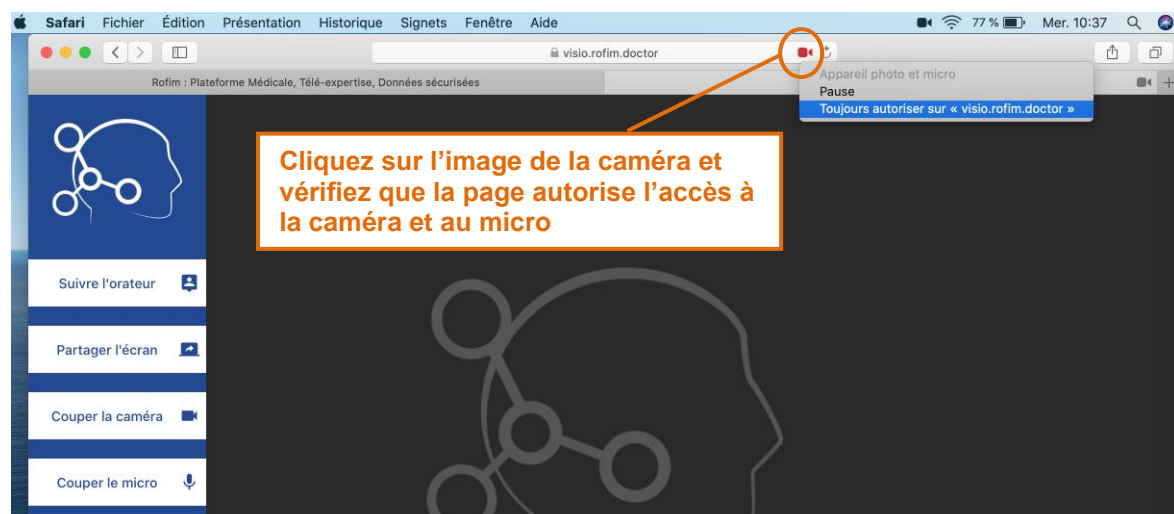 Safari Fichier Édition Présentation Historique Signets Fenêtre Aide 77 % Mer. 10:37
visio.rofim.doctor
Rofim : Plateforme Médicale, Télé-expertise, Données sécurisées
Appareil photo et micro
Pause
Toujours autoriser sur « visio.rofim.doctor »
Cliquez sur l’image de la caméra et
vérifiez que la page autorise l’accès à
la caméra et au micro
Suivre l'orateur
Partager l'écran
Couper la caméra
Couper le micro